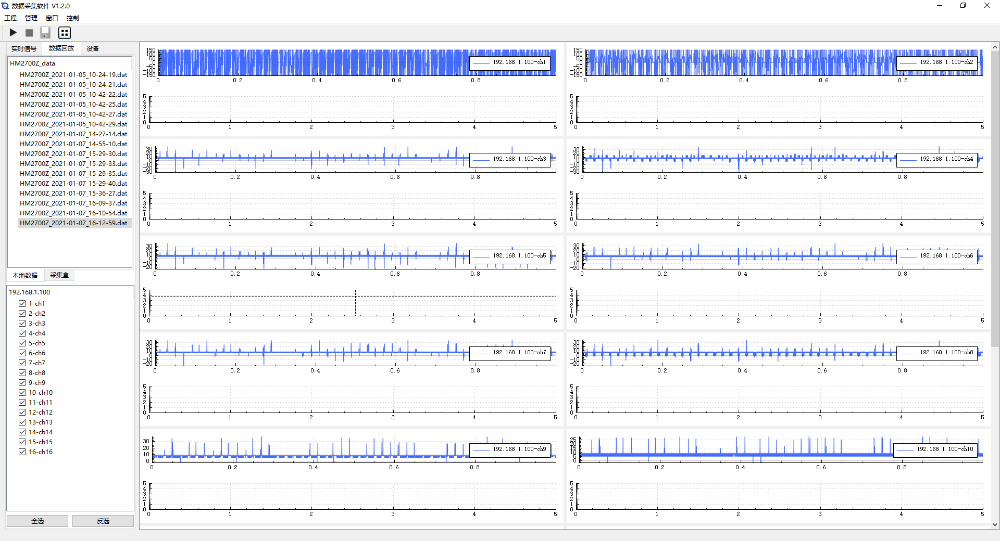 数据采集软件 V1.2.0
工程 管理 窗口 控制
实时信号 数据回放 设备
HM2700Z_data
HM2700Z_2021-01-05_10-24-19.dat
HM2700Z_2021-01-05_10-24-21.dat
HM2700Z_2021-01-05_10-42-22.dat
HM2700Z_2021-01-05_10-42-25.dat
HM2700Z_2021-01-05_10-42-27.dat
HM2700Z_2021-01-05_10-42-29.dat
HM2700Z_2021-01-07_14-27-14.dat
HM2700Z_2021-01-07_14-55-10.dat
HM2700Z_2021-01-07_15-29-30.dat
HM2700Z_2021-01-07_15-29-33.dat
HM2700Z_2021-01-07_15-29-35.dat
HM2700Z_2021-01-07_15-29-40.dat
HM2700Z_2021-01-07_15-36-27.dat
HM2700Z_2021-01-07_16-09-37.dat
HM2700Z_2021-01-07_16-10-54.dat
HM2700Z_2021-01-07_16-12-59.dat
本地数据 采集盒
192.168.1.100
1-ch1
2-ch2
3-ch3
4-ch4
5-ch5
6-ch6
7-ch7
8-ch8
9-ch9
10-ch10
11-ch11
12-ch12
13-ch13
14-ch14
15-ch15
16-ch16
全选 反选
150
100
50
0
-50
-150
192.168.1.100-ch1
0 0.2 0.4 0.6 0.8
5
4
3
2
1
0
0 1 2 3 4 5
150
100
50
0
-50
-150
192.168.1.100-ch2
0 0.2 0.4 0.6 0.8
5
4
3
2
1
0
0 1 2 3 4 5
30
20
10
0
-10
-20
-30
192.168.1.100-ch3
0 0.2 0.4 0.6 0.8
5
4
3
2
1
0
0 1 2 3 4 5
30
20
10
0
-10
-20
-30
192.168.1.100-ch4
0 0.2 0.4 0.6 0.8
5
4
3
2
1
0
0 1 2 3 4 5
30
20
10
0
-10
-20
192.168.1.100-ch5
0 0.2 0.4 0.6 0.8
5
4
3
2
1
0
0 1 2 3 4 5
30
20
10
0
-10
-20
192.168.1.100-ch6
0 0.2 0.4 0.6 0.8
5
4
3
2
1
0
0 1 2 3 4 5
30
20
10
0
-10
-20
192.168.1.100-ch7
0 0.2 0.4 0.6 0.8
5
4
3
2
1
0
0 1 2 3 4 5
30
20
10
0
-10
-20
192.168.1.100-ch8
0 0.2 0.4 0.6 0.8
5
4
3
2
1
0
0 1 2 3 4 5
30
20
10
0
192.168.1.100-ch9
0 0.2 0.4 0.6 0.8
5
4
3
2
1
0
0 1 2 3 4 5
25
20
15
10
5
0
192.168.1.100-ch10
0 0.2 0.4 0.6 0.8
5
4
3
2
1
0
0 1 2 3 4 5